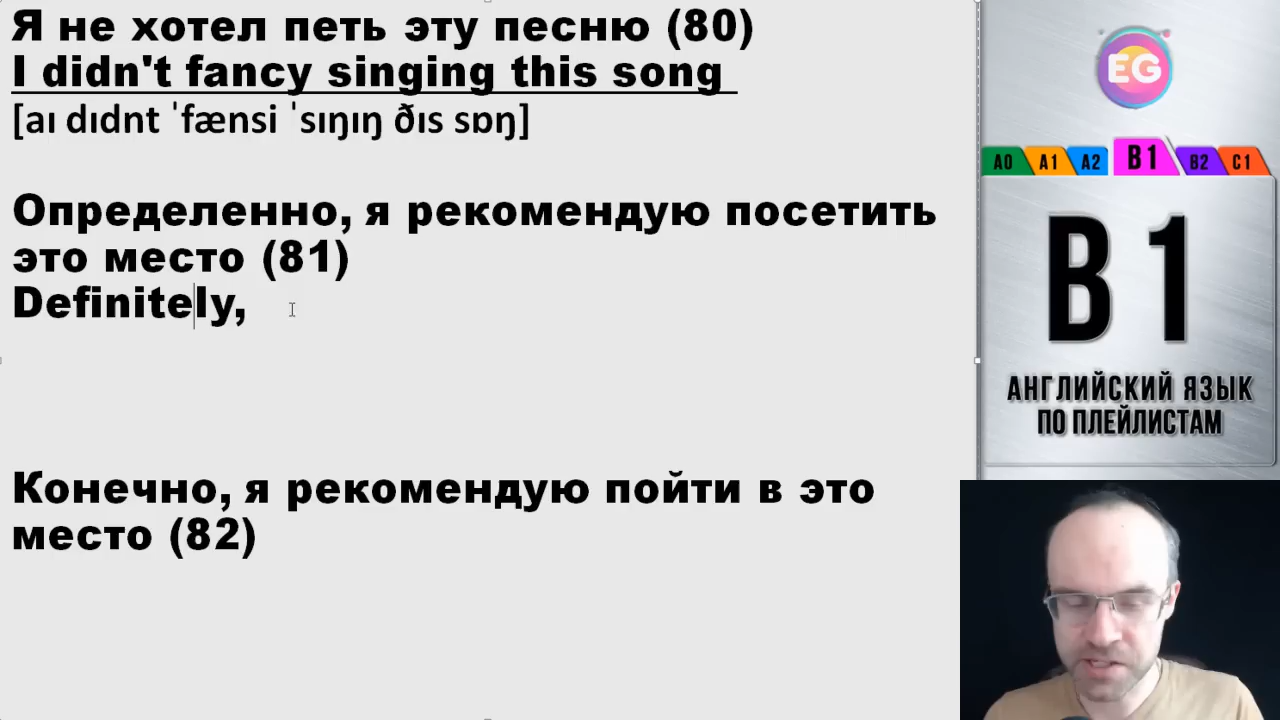 Я не хотел петь эту песню (80)
I didn't fancy singing this song
[aɪ dɪdnt ˈfænsi ˈsɪŋɪŋ ðɪs sɒŋ]
Определенно, я рекомендую посетить
это место (81)
Definitely,
Конечно, я рекомендую пойти в это
место (82)
EG
A0 A1 A2 B1 B2 C1
B1
АНГЛИЙСКИЙ ЯЗЫК
ПО ПЛЕЙЛИСТАМ